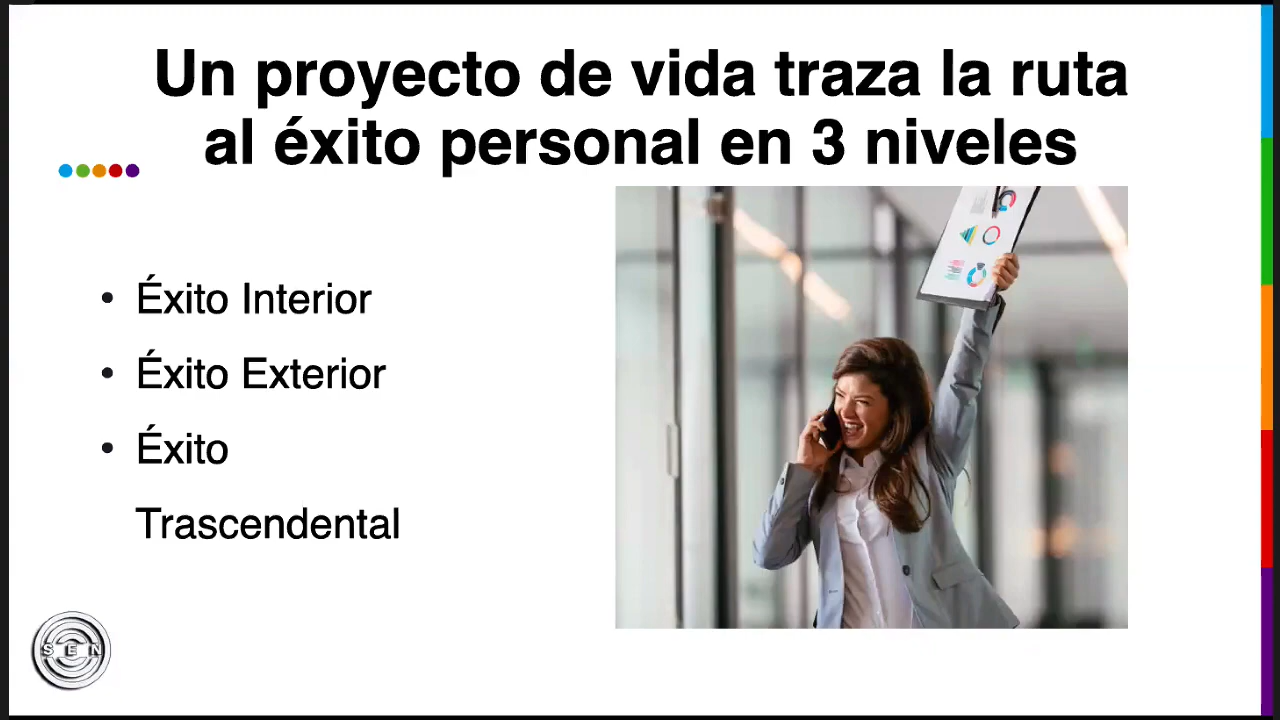 Un proyecto de vida traza la ruta
al éxito personal en 3 niveles
• Éxito Interior
• Éxito Exterior
• Éxito
Trascendental
SEN